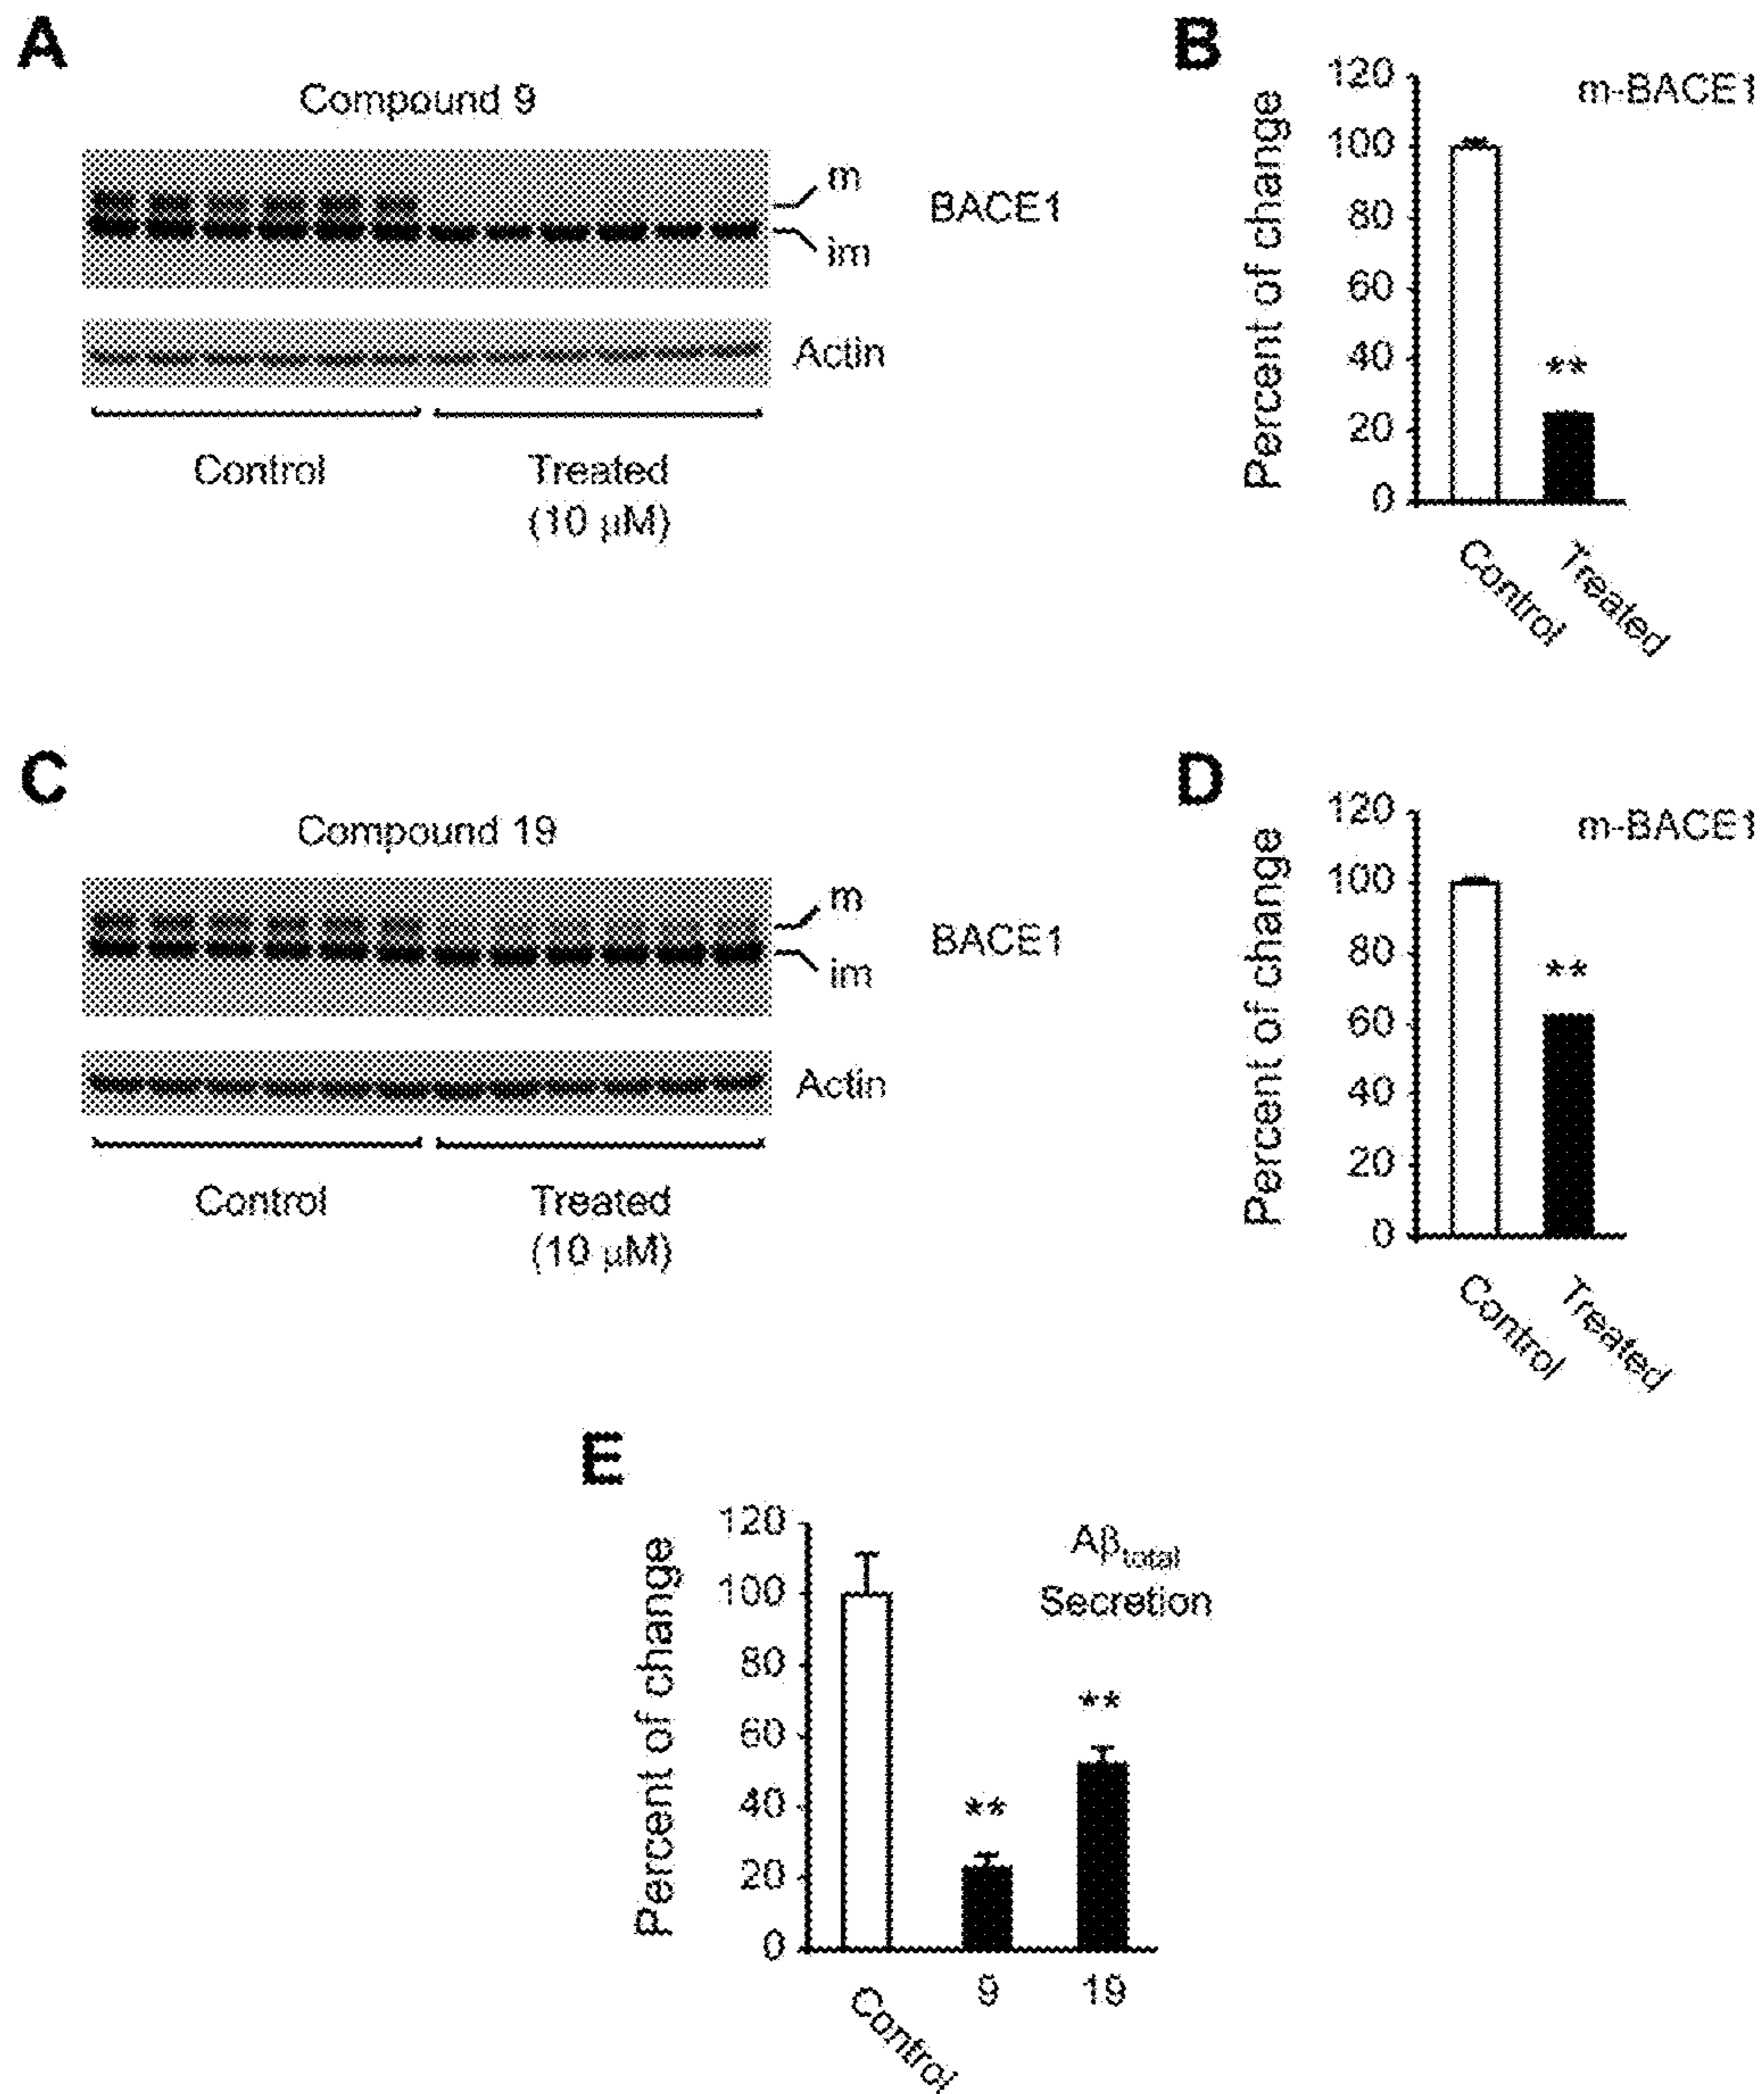 A
Compound 9
m
im
BACE1
Actin
Control
Treated
(10 μM)
B
120
100
80
60
40
20
0
Percent of change
m-BACE1
**
Control
Treated
C
Compound 19
m
im
BACE1
Actin
Control
Treated
(10 μM)
D
120
100
80
60
40
20
0
Percent of change
m-BACE1
**
Control
Treated
E
120
100
80
60
40
20
0
Percent of change
Aβtotal
Secretion
**
**
Control
9
19